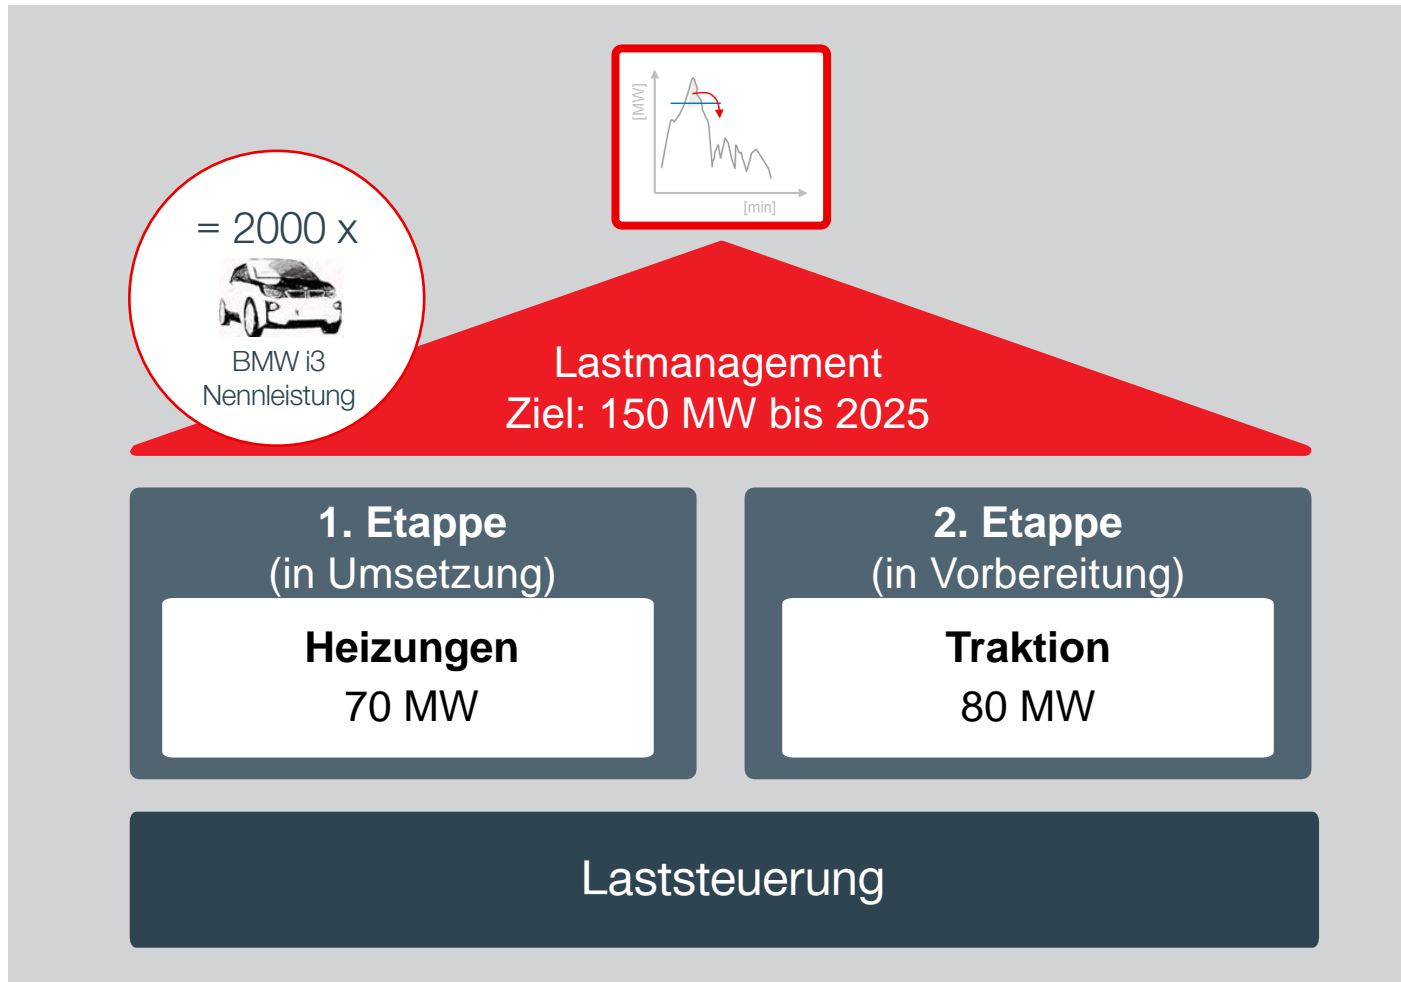 [MW]
[min]
= 2000 x
BMW i3
Nennleistung
Lastmanagement
Ziel: 150 MW bis 2025
1. Etappe
(in Umsetzung)
Heizungen
70 MW
2. Etappe
(in Vorbereitung)
Traktion
80 MW
Laststeuerung